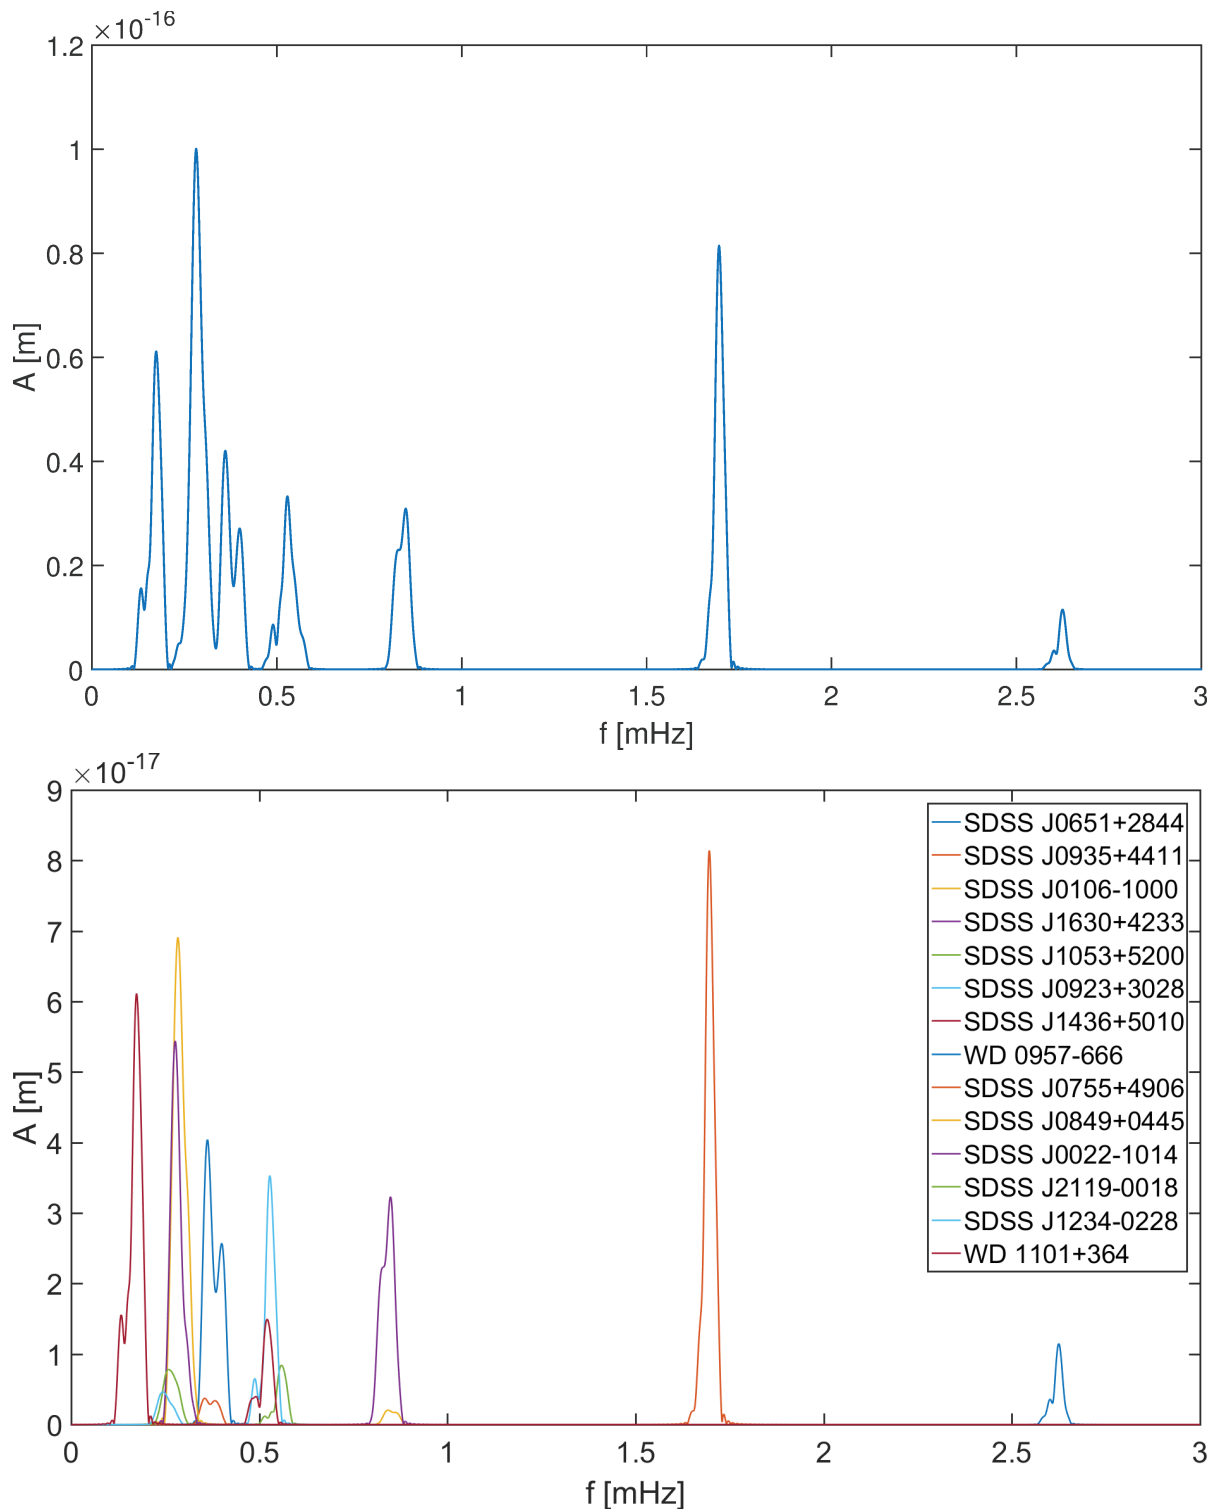 ×10-16
1.2
1
0.8
0.6
0.4
0.2
0
A [m]
0 0.5 1 1.5 2 2.5 3
f [mHz]
×10-17
9
8
7
6
5
4
3
2
1
0
A [m]
SDSS J0651+2844
SDSS J0935+4411
SDSS J0106-1000
SDSS J1630+4233
SDSS J1053+5200
SDSS J0923+3028
SDSS J1436+5010
WD 0957-666
SDSS J0755+4906
SDSS J0849+0445
SDSS J0022-1014
SDSS J2119-0018
SDSS J1234-0228
WD 1101+364
0 0.5 1 1.5 2 2.5 3
f [mHz]